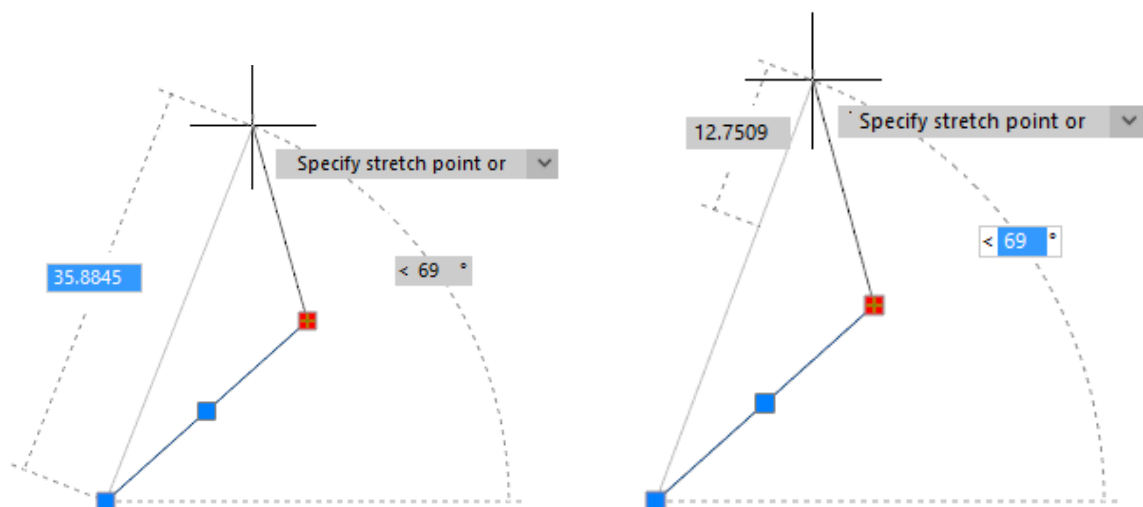 Specify stretch point or
35.8845
< 69 °
12.7509
Specify stretch point or
< 69 °